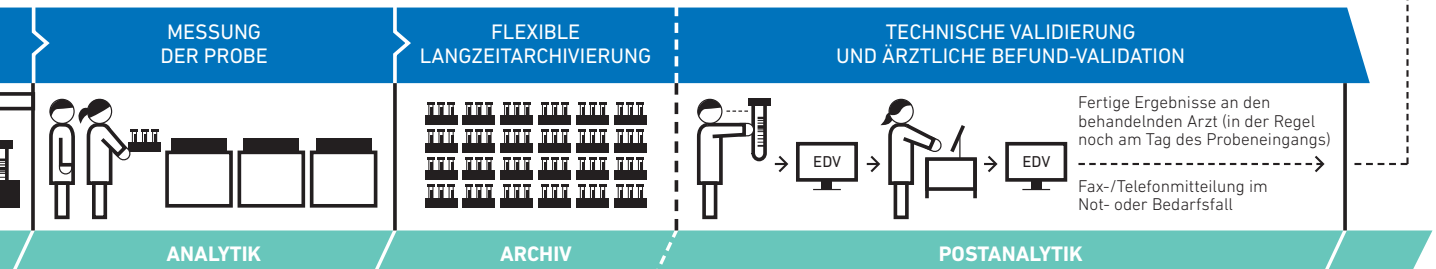 MESSUNG
DER PROBE
FLEXIBLE
LANGZEITARCHIVIERUNG
TECHNISCHE VALIDIERUNG
UND ÄRZTLICHE BEFUND-VALIDATION
EDV
EDV
Fertige Ergebnisse an den
behandelnden Arzt (in der Regel
noch am Tag des Probeneingangs)
Fax-/Telefonmitteilung im
Not- oder Bedarfsfall
ANALYTIK
ARCHIV
POSTANALYTIK